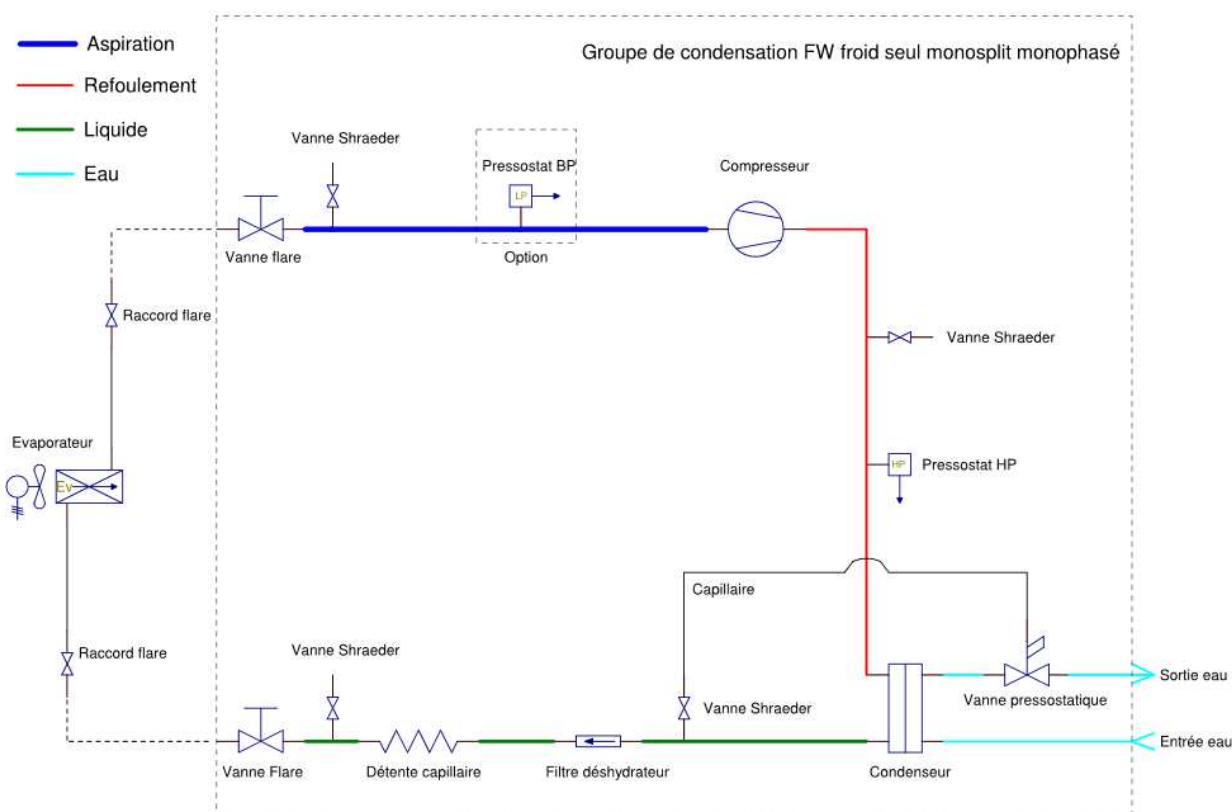 Aspiration
Groupe de condensation FW froid seul monosplit monophasé
Refoulement
Liquide
Eau
Vanne Shraeder
Pressostat BP
LP
Compresseur
Vanne flare
Option
Raccord flare
Vanne Shraeder
Evaporateur
Ev
HP
Pressostat HP
Capillaire
Raccord flare
Vanne Shraeder
Sortie eau
Vanne pressostatique
Vanne Shraeder
Entrée eau
Vanne Flare
Détente capillaire
Filtre déshydrateur
Condenseur